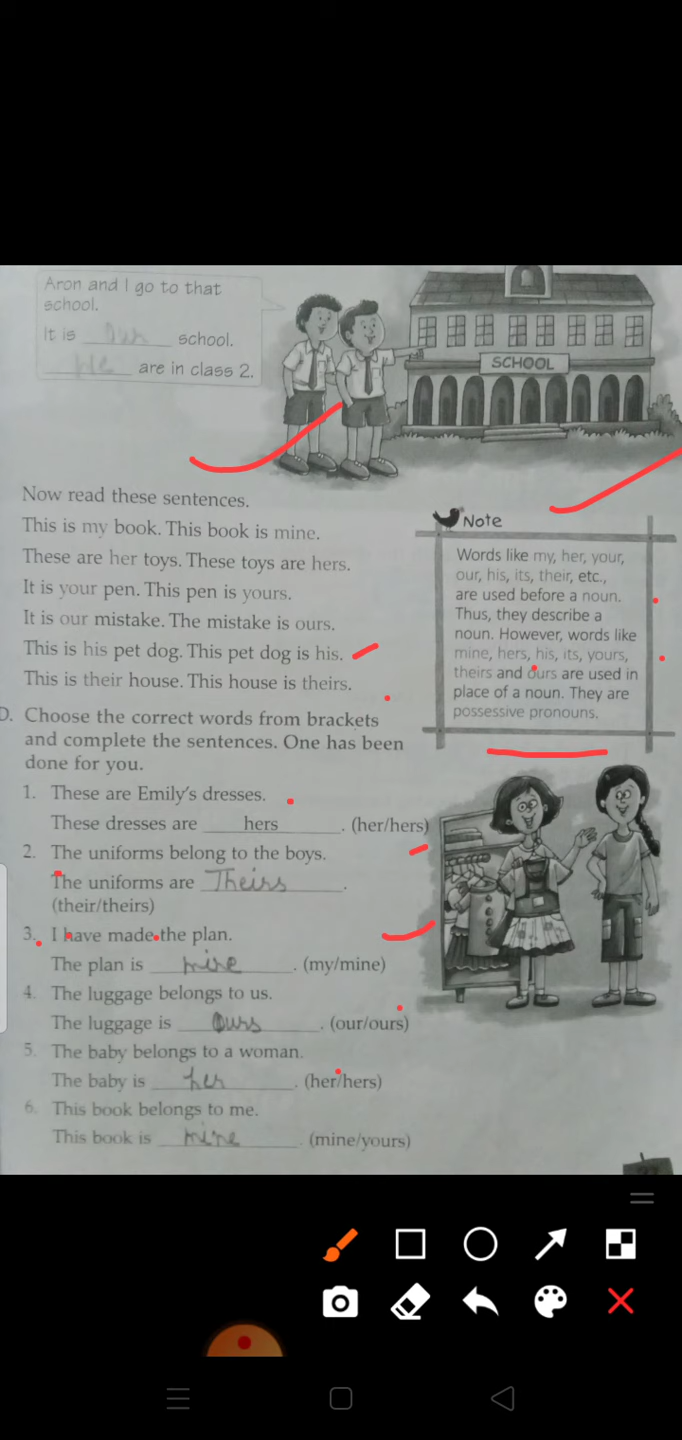 Aron and I go to that
school.
It is our school.
We are in class 2.
SCHOOL
Now read these sentences.
This is my book. This book is mine.
These are her toys. These toys are hers.
It is your pen. This pen is yours.
It is our mistake. The mistake is ours.
This is his pet dog. This pet dog is his.
This is their house. This house is theirs.
Note
Words like my, her, your,
our, his, its, their, etc.,
are used before a noun.
Thus, they describe a
noun. However, words like
mine, hers, his, its, yours,
theirs and ours are used in
place of a noun. They are
possessive pronouns.
D. Choose the correct words from brackets
and complete the sentences. One has been
done for you.
1. These are Emily's dresses.
These dresses are hers. (her/hers)
2. The uniforms belong to the boys.
The uniforms are Theirs.
(their/theirs)
3. I have made the plan.
The plan is mine. (my/mine)
4. The luggage belongs to us.
The luggage is Ours. (our/ours)
5. The baby belongs to a woman.
The baby is her. (her/hers)
6. This book belongs to me.
This book is mine. (mine/yours)